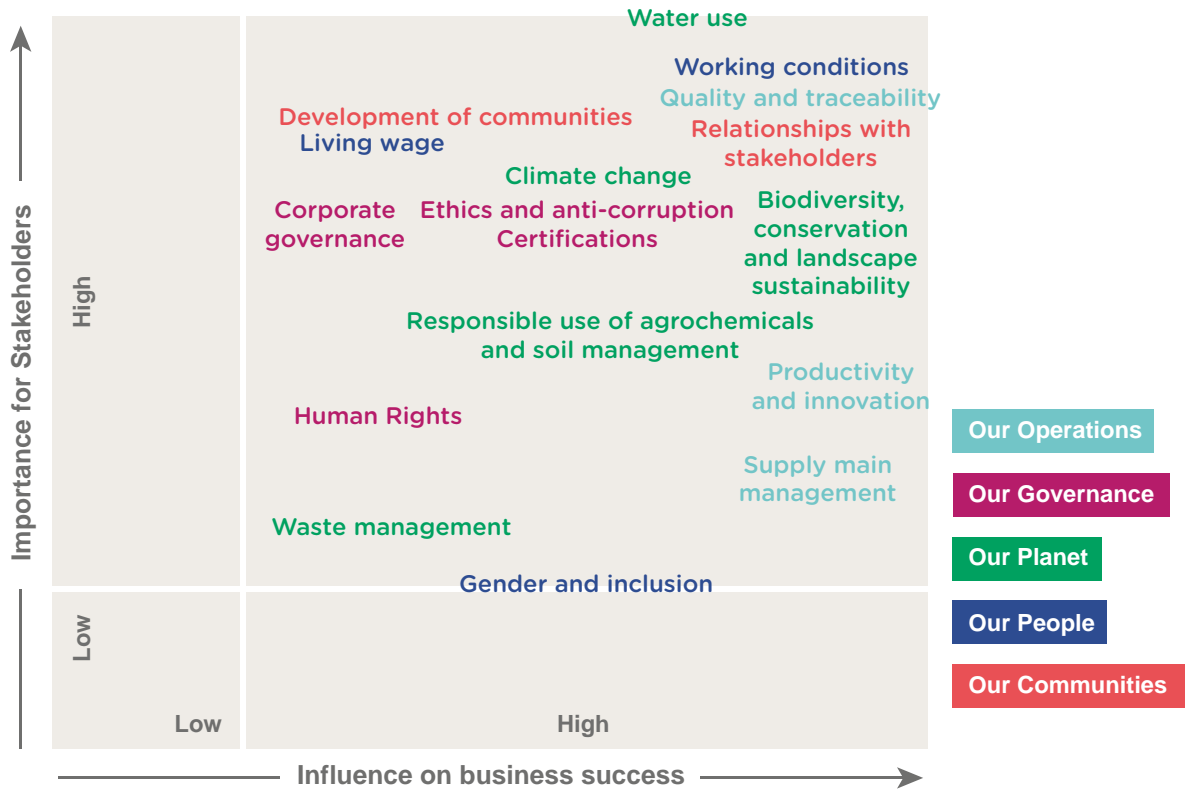 Water use
Working conditions
Quality and traceability
Development of communities
Relationships with
stakeholders
Living wage
Climate change
Corporate
governance
Ethics and anti-corruption
Certifications
Biodiversity,
conservation
and landscape
sustainability
Responsible use of agrochemicals
and soil management
Productivity
and innovation
Human Rights
Supply main
management
Waste management
Gender and inclusion
Importance for Stakeholders
High
Low
Low
High
Influence on business success
Our Operations
Our Governance
Our Planet
Our People
Our Communities